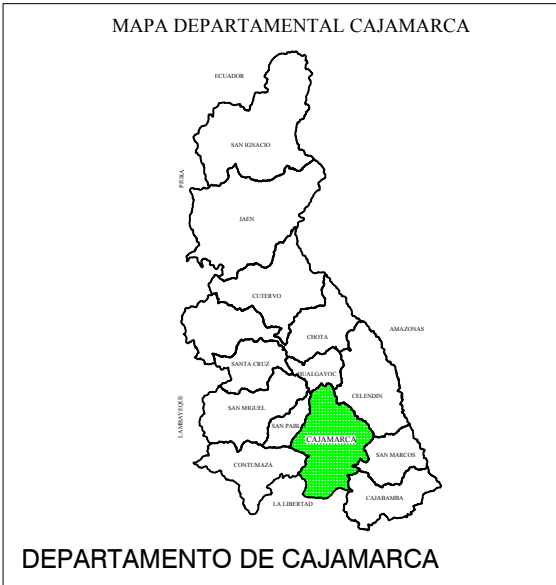 MAPA DEPARTAMENTAL CAJAMARCA
ECUADOR
SAN IGNACIO
PIURA
JAEN
CUTERVO
AMAZONAS
CHOTA
SANTA CRUZ
HUALGAYOC
CELENDIN
LAMBAYEQUE
SAN MIGUEL
SAN PABL
CAJAMARCA
SAN MARCOS
CONTUMAZA
CAJABAMBA
LA LIBERTAD
DEPARTAMENTO DE CAJAMARCA